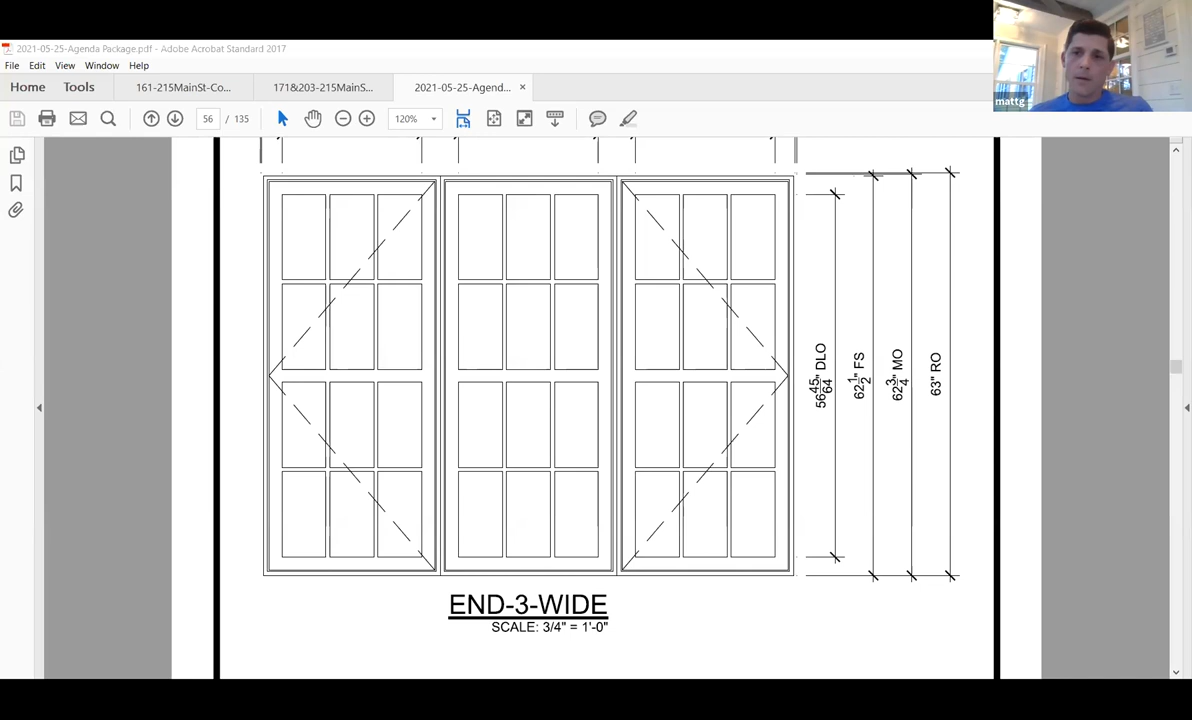 2021-05-25-Agenda Package.pdf - Adobe Acrobat Standard 2017
File Edit View Window Help
Home Tools 161-215MainSt-Co... 171&203-215MainS... 2021-05-25-Agend... ×
56 / 135 120%
mattg
56 45/64" DLO
62 1/2" FS
62 3/4" MO
63" RO
END-3-WIDE
SCALE: 3/4" = 1'-0"